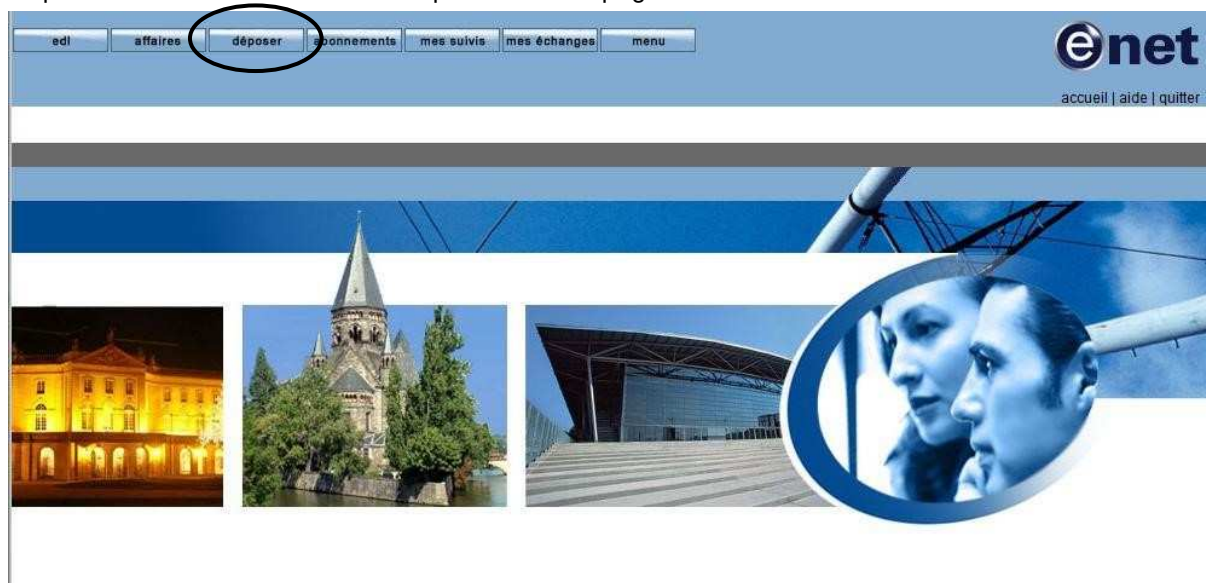 edi affaires déposer abonnements mes suivis mes échanges menu
enet
accueil | aide | quitter